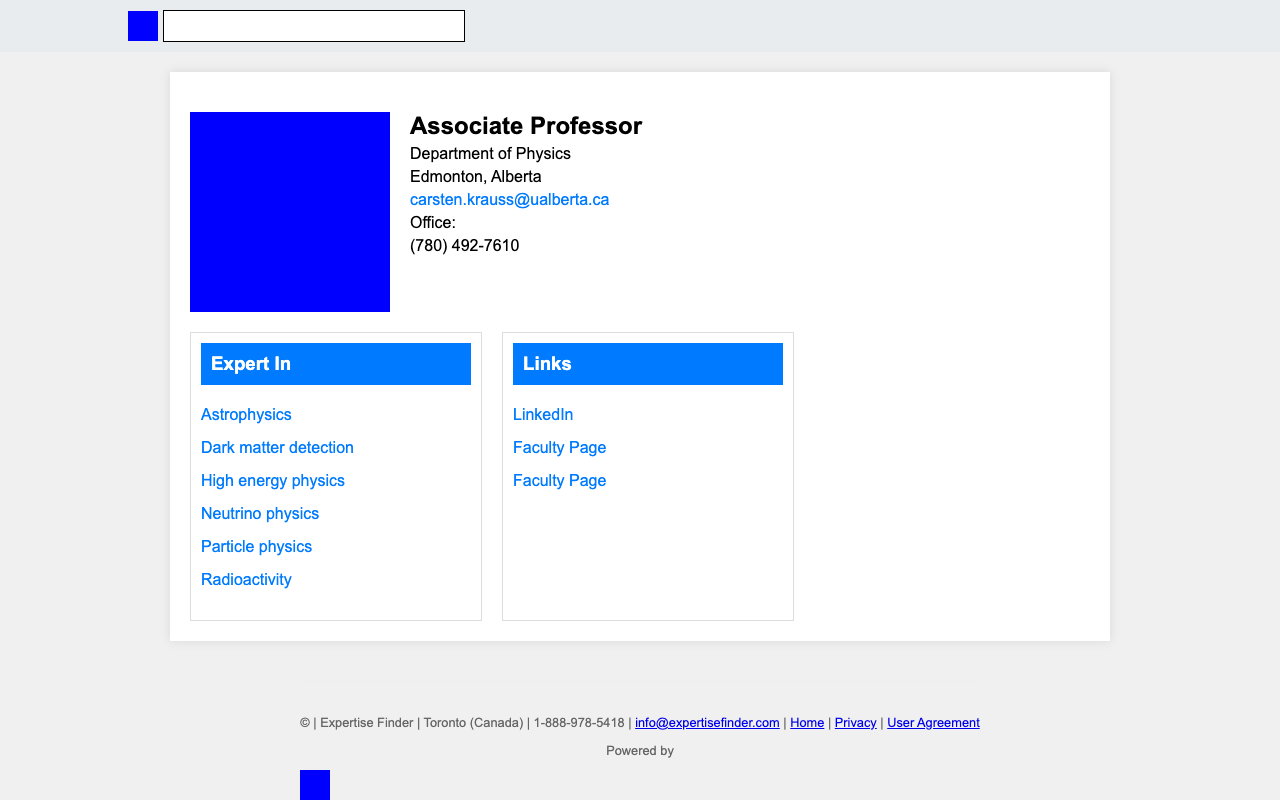 Associate Professor
Department of Physics
Edmonton, Alberta
carsten.krauss@ualberta.ca
Office:
(780) 492-7610
Expert In
Astrophysics
Dark matter detection
High energy physics
Neutrino physics
Particle physics
Radioactivity
Links
LinkedIn
Faculty Page
Faculty Page
© | Expertise Finder | Toronto (Canada) | 1-888-978-5418 | info@expertisefinder.com | Home | Privacy | User Agreement
Powered by